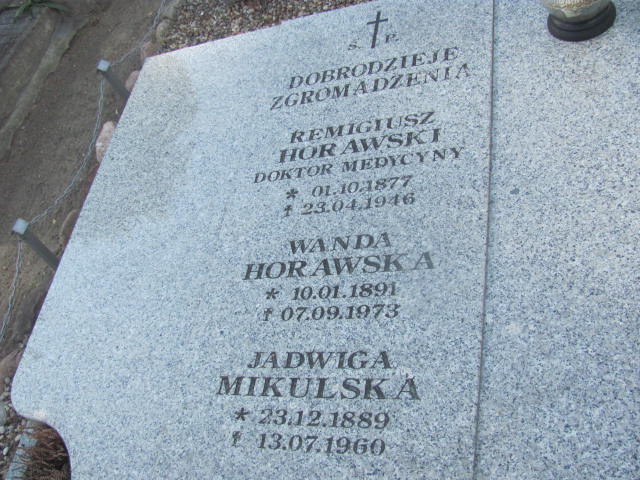 Ś. † P.
DOBRODZIEJE
ZGROMADZENIA
REMIGIUSZ
HORAWSKI
DOKTOR MEDYCYNY
* 01.10.1877
† 23.04.1946
WANDA
HORAWSKA
* 10.01.1891
† 07.09.1973
JADWIGA
MIKULSKA
* 23.12.1889
† 13.07.1960